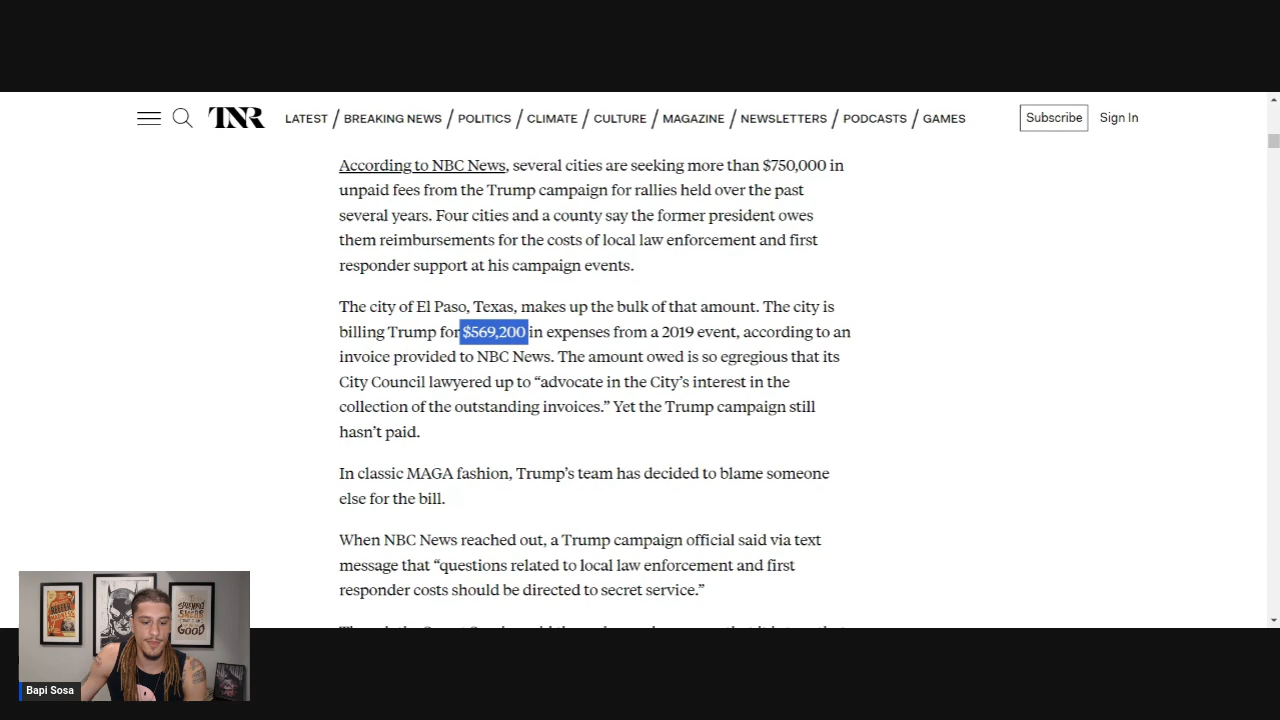 TNR
LATEST / BREAKING NEWS / POLITICS / CLIMATE / CULTURE / MAGAZINE / NEWSLETTERS / PODCASTS / GAMES
Subscribe
Sign In
According to NBC News, several cities are seeking more than $750,000 in
unpaid fees from the Trump campaign for rallies held over the past
several years. Four cities and a county say the former president owes
them reimbursements for the costs of local law enforcement and first
responder support at his campaign events.
The city of El Paso, Texas, makes up the bulk of that amount. The city is
billing Trump for $569,200 in expenses from a 2019 event, according to an
invoice provided to NBC News. The amount owed is so egregious that its
City Council lawyered up to “advocate in the City’s interest in the
collection of the outstanding invoices.” Yet the Trump campaign still
hasn’t paid.
In classic MAGA fashion, Trump’s team has decided to blame someone
else for the bill.
When NBC News reached out, a Trump campaign official said via text
message that “questions related to local law enforcement and first
responder costs should be directed to secret service.”
GOOD
Bapi Sosa